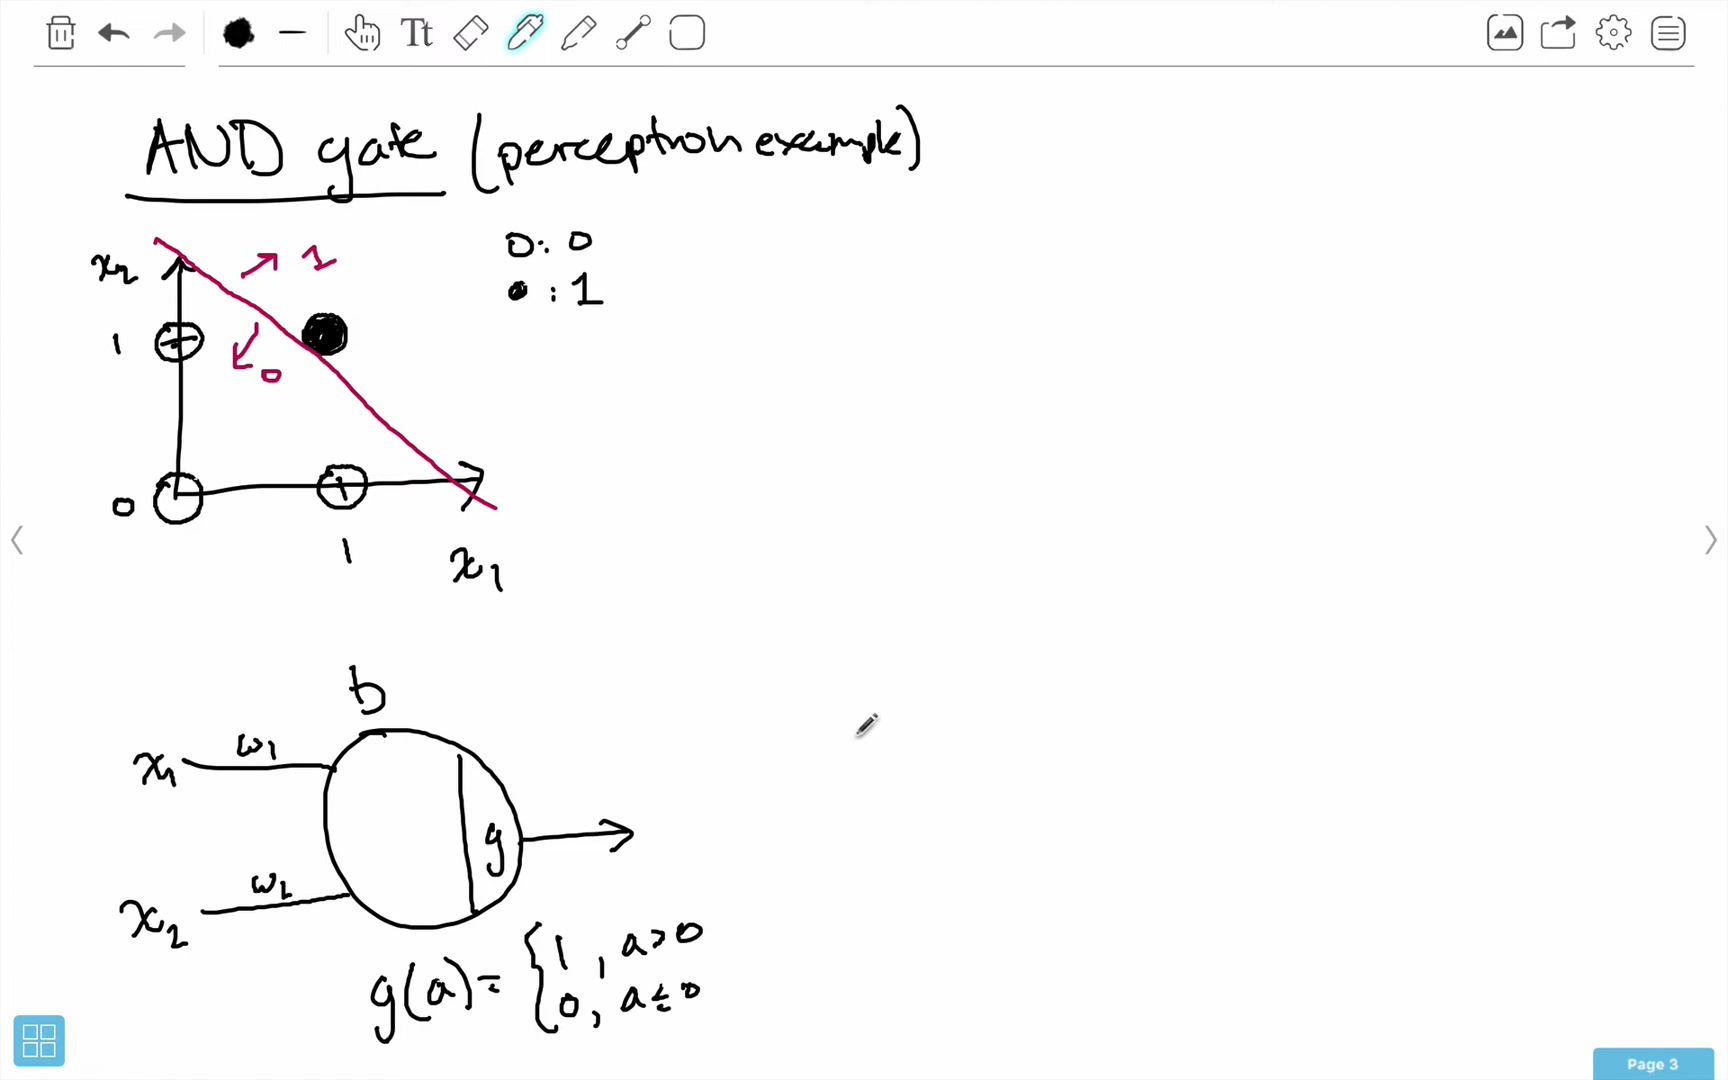 Tt
AND gate (perceptron example)
x₂
1
0 : 0
● : 1
1
0
0
1
x₁
b
x₁
w₁
g
x₂
w₂
g(a) = { 1, a > 0
0, a ≤ 0
Page 3